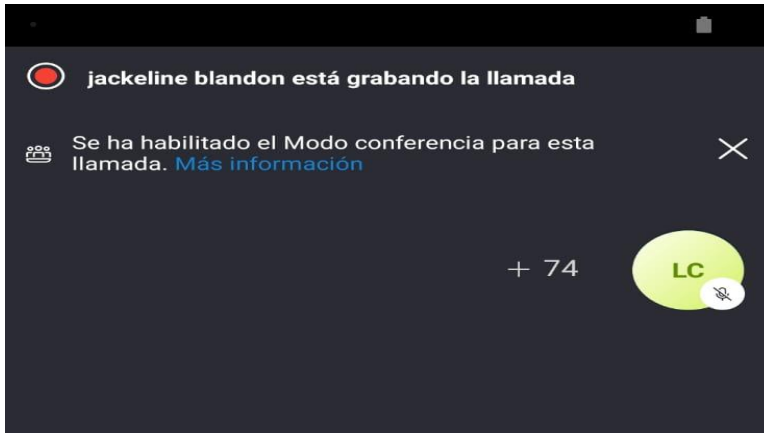 jackeline blandon está grabando la llamada
Se ha habilitado el Modo conferencia para esta
llamada. Más información
+ 74
LC